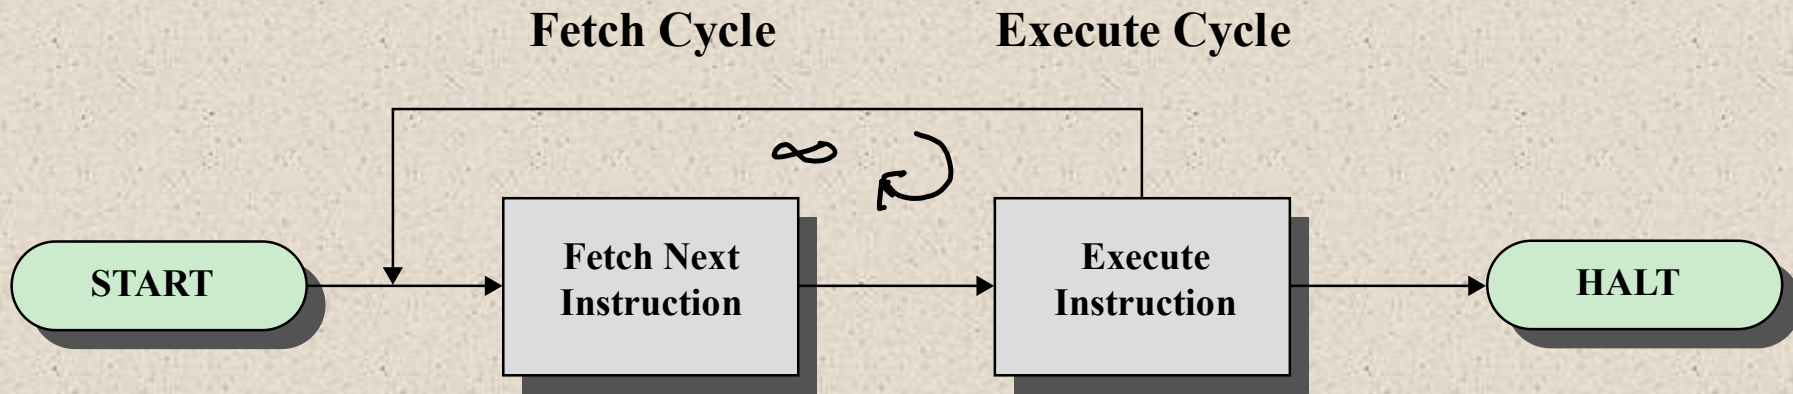 Fetch Cycle
Execute Cycle
∞
START
Fetch Next
Instruction
Execute
Instruction
HALT